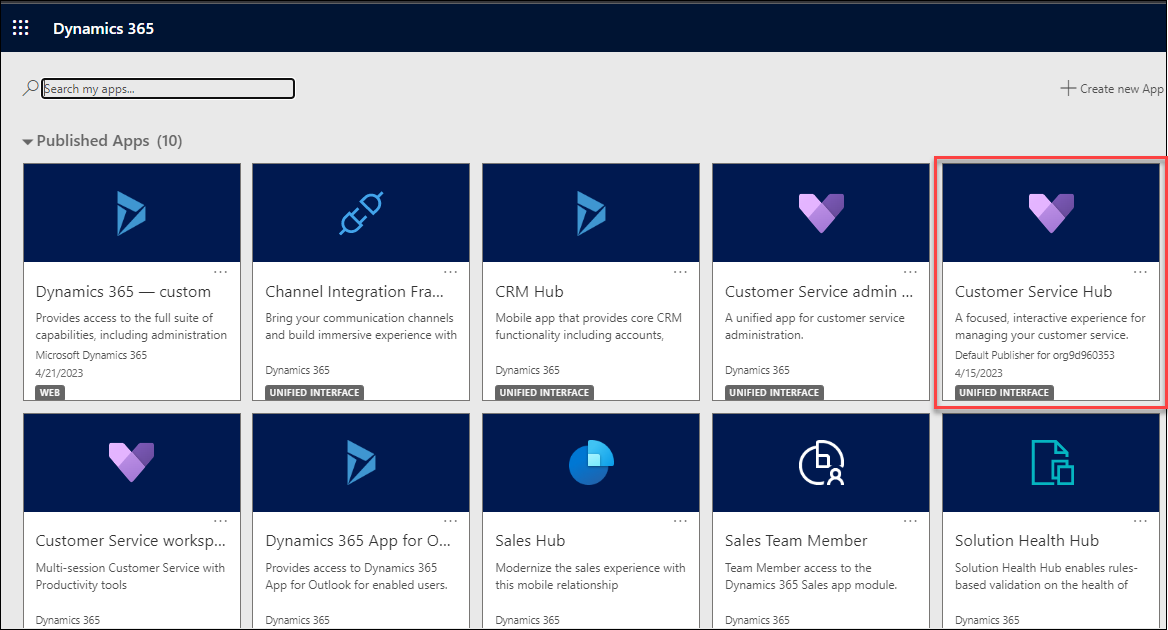 Dynamics 365
Search my apps...
Create new App
Published Apps (10)
...
Dynamics 365 — custom
Provides access to the full suite of
capabilities, including administration
Microsoft Dynamics 365
4/21/2023
WEB
...
Channel Integration Fra...
Bring your communication channels
and build immersive experience with
Dynamics 365
UNIFIED INTERFACE
...
CRM Hub
Mobile app that provides core CRM
functionality including accounts,
Dynamics 365
UNIFIED INTERFACE
...
Customer Service admin ...
A unified app for customer service
administration.
Dynamics 365
UNIFIED INTERFACE
...
Customer Service Hub
A focused, interactive experience for
managing your customer service.
Default Publisher for org9d960353
4/15/2023
UNIFIED INTERFACE
...
Customer Service worksp...
Multi-session Customer Service with
Productivity tools
Dynamics 365
...
Dynamics 365 App for O...
Provides access to Dynamics 365
App for Outlook for enabled users.
Dynamics 365
...
Sales Hub
Modernize the sales experience with
this mobile relationship
Dynamics 365
...
Sales Team Member
Team Member access to the
Dynamics 365 Sales app module.
Dynamics 365
...
Solution Health Hub
Solution Health Hub enables rules-
based validation on the health of
Dynamics 365